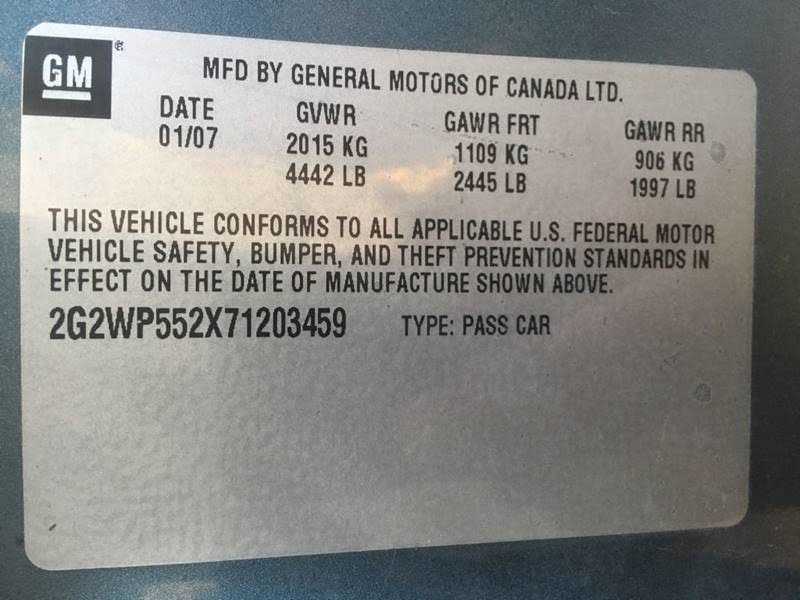 GM
MFD BY GENERAL MOTORS OF CANADA LTD.
DATE GVWR GAWR FRT GAWR RR
01/07 2015 KG 1109 KG 906 KG
4442 LB 2445 LB 1997 LB
THIS VEHICLE CONFORMS TO ALL APPLICABLE U.S. FEDERAL MOTOR
VEHICLE SAFETY, BUMPER, AND THEFT PREVENTION STANDARDS IN
EFFECT ON THE DATE OF MANUFACTURE SHOWN ABOVE.
2G2WP552X71203459 TYPE: PASS CAR